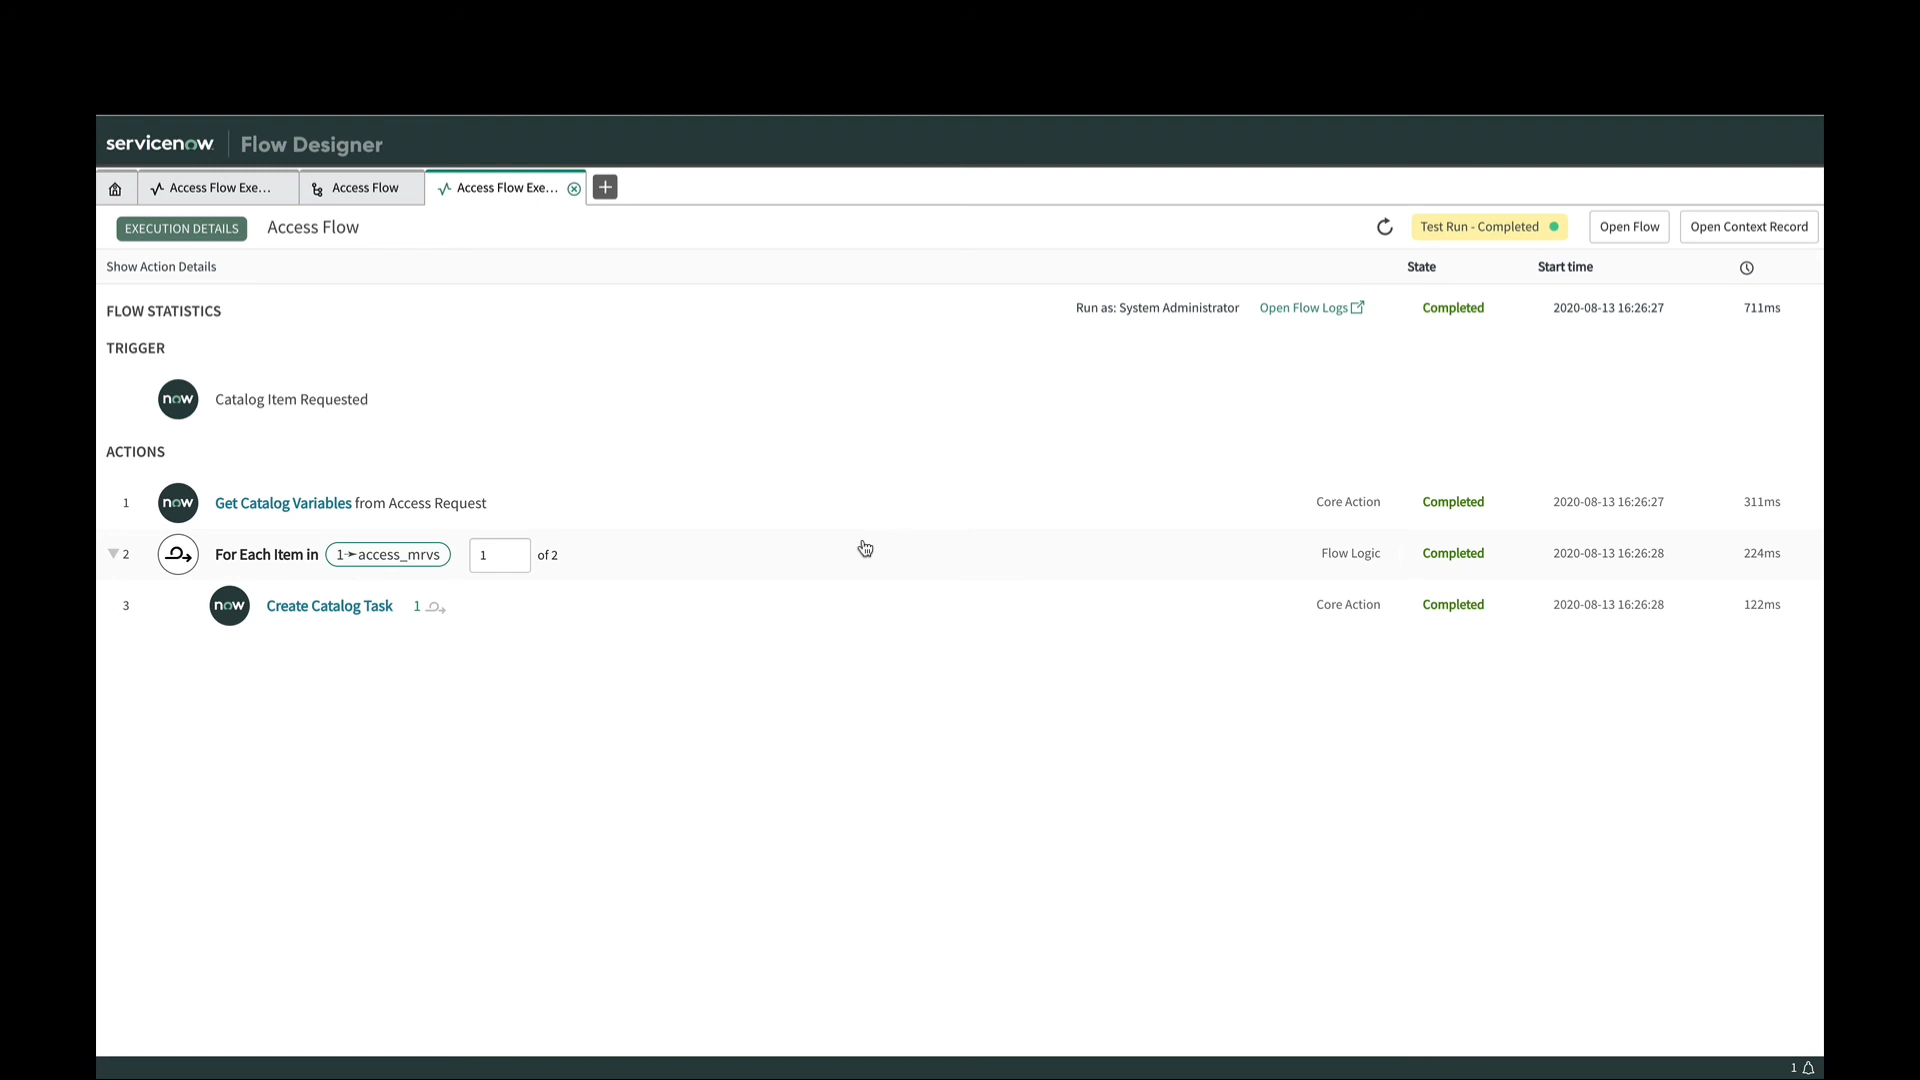 servicenow Flow Designer
Access Flow Exe... Access Flow Access Flow Exe...
EXECUTION DETAILS Access Flow Test Run - Completed Open Flow Open Context Record
Show Action Details State Start time
FLOW STATISTICS Run as: System Administrator Open Flow Logs Completed 2020-08-13 16:26:27 711ms
TRIGGER
now Catalog Item Requested
ACTIONS
1 now Get Catalog Variables from Access Request Core Action Completed 2020-08-13 16:26:27 311ms
2 For Each Item in 1➛access_mrvs 1 of 2 Flow Logic Completed 2020-08-13 16:26:28 224ms
3 now Create Catalog Task 1 Core Action Completed 2020-08-13 16:26:28 122ms
1